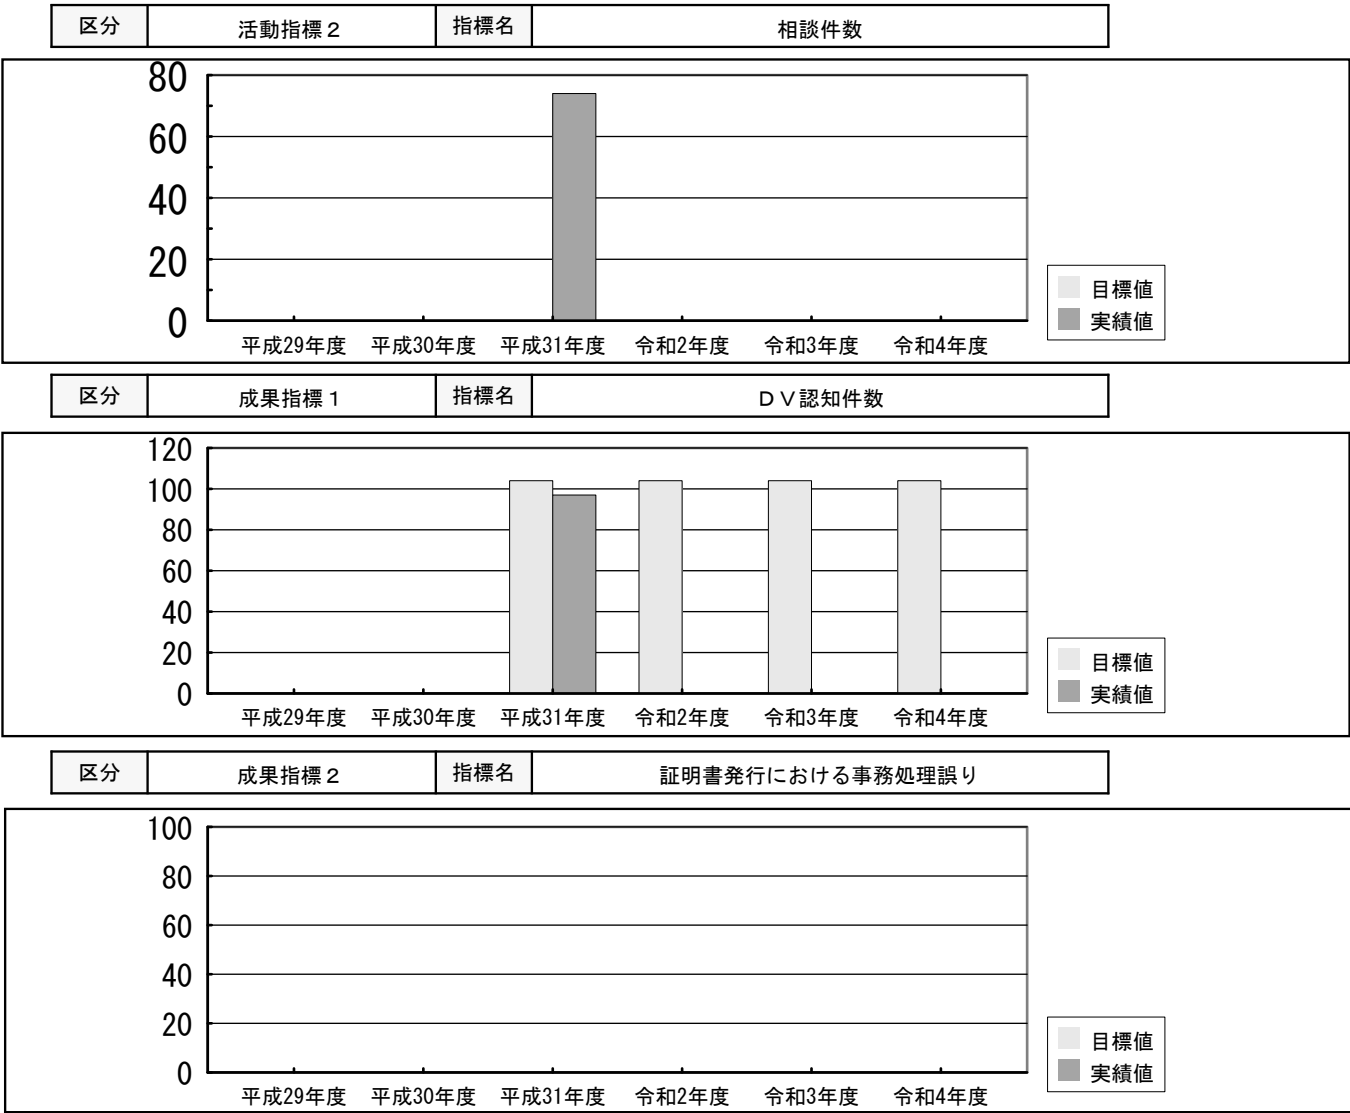 区分 活動指標２ 指標名 相談件数
80
60
40
20
0
平成29年度 平成30年度 平成31年度 令和2年度 令和3年度 令和4年度
目標値
実績値
区分 成果指標１ 指標名 ＤＶ認知件数
120
100
80
60
40
20
0
平成29年度 平成30年度 平成31年度 令和2年度 令和3年度 令和4年度
目標値
実績値
区分 成果指標２ 指標名 証明書発行における事務処理誤り
100
80
60
40
20
0
平成29年度 平成30年度 平成31年度 令和2年度 令和3年度 令和4年度
目標値
実績値